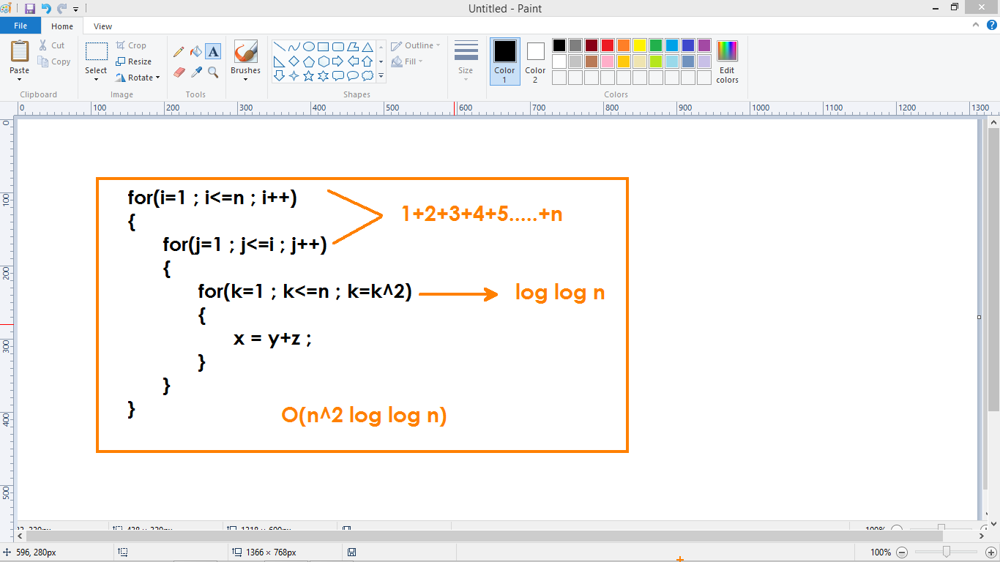 Untitled - Paint
File Home View
Paste Cut Copy
Select Crop Resize Rotate
Brushes
Outline Fill
Size
Color 1 Color 2
Edit colors
Clipboard Image Tools Shapes Colors
0 100 200 300 400 500 600 700 800 900 1000 1100 1200 1300
0
100
200
300
400
500
for(i=1 ; i<=n ; i++)
1+2+3+4+5.....+n
{
for(j=1 ; j<=i ; j++)
{
for(k=1 ; k<=n ; k=k^2) log log n
{
x = y+z ;
}
}
}
O(n^2 log log n)
100%
596, 280px 1366 × 768px 100%